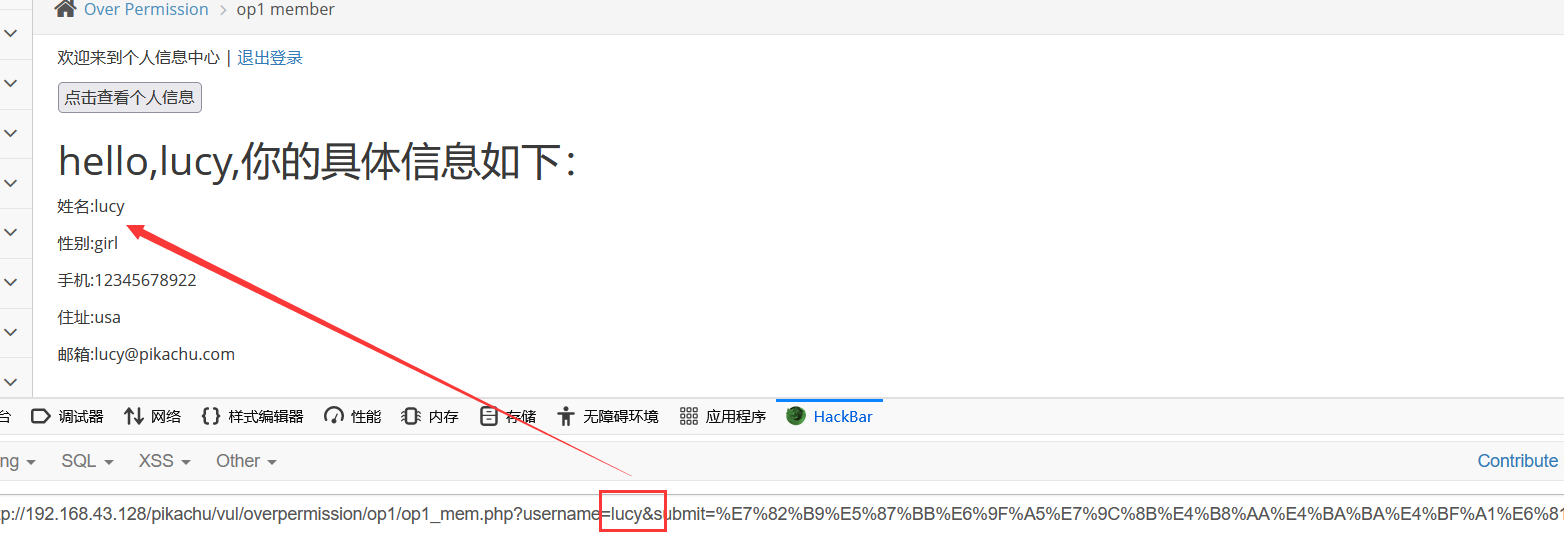 Over Permission > op1 member
欢迎来到个人信息中心 | 退出登录
点击查看个人信息
hello,lucy,你的具体信息如下：
姓名:lucy
性别:girl
手机:12345678922
住址:usa
邮箱:lucy@pikachu.com
台 调试器 网络 样式编辑器 性能 内存 存储 无障碍环境 应用程序 HackBar
ng SQL XSS Other Contribute
tp://192.168.43.128/pikachu/vul/overpermission/op1/op1_mem.php?username=lucy&submit=%E7%82%B9%E5%87%BB%E6%9F%A5%E7%9C%8B%E4%B8%AA%E4%BA%BA%E4%BF%A1%E6%81